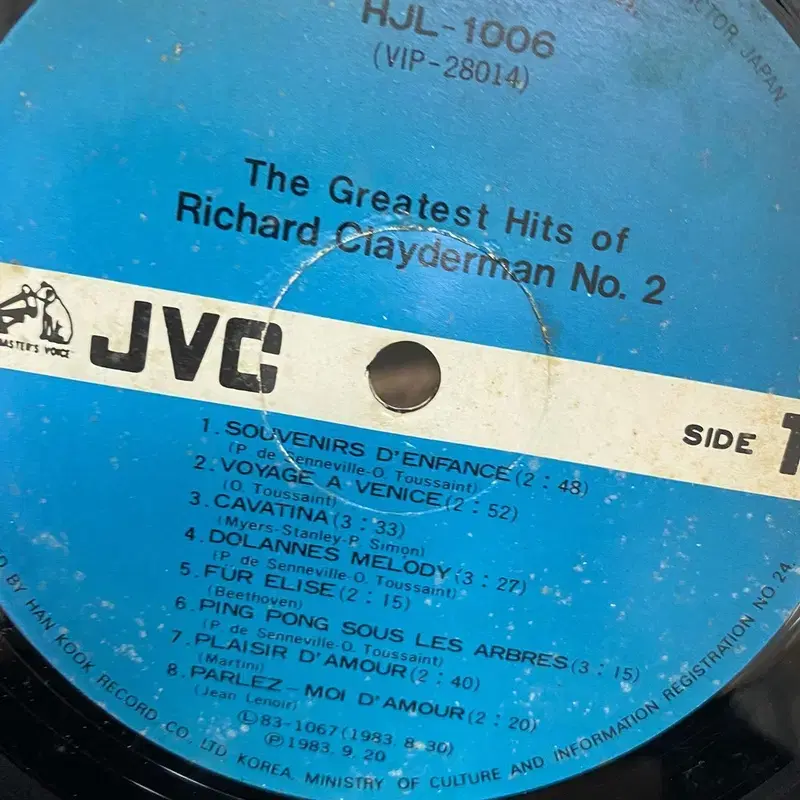 HJL-1006
(VIP-28014)
The Greatest Hits of
Richard Clayderman No. 2
JVC
SIDE 1
1. SOUVENIRS D'ENFANCE(2:48)
(P. de Senneville-O. Toussaint)
2. VOYAGE A VENICE(2:52)
(O. Toussaint)
3. CAVATINA(3:33)
(Myers-Stanley-P. Simon)
4. DOLANNES MELODY(3:27)
(P. de Senneville-O. Toussaint)
5. FÜR ELISE(2:15)
(Beethoven)
6. PING PONG SOUS LES ARBRES(3:15)
(P. de Senneville-O. Toussaint)
7. PLAISIR D'AMOUR(2:40)
(Martini)
8. PARLEZ-MOI D'AMOUR(2:20)
(Jean Lenoir)
Ⓛ83-1067(1983. 8. 30)
Ⓟ1983. 9. 20
BY HAN KOOK RECORD CO. LTD. KOREA. MINISTRY OF CULTURE AND INFORMATION REGISTRATION NO. 24.
JAPAN
VOICE